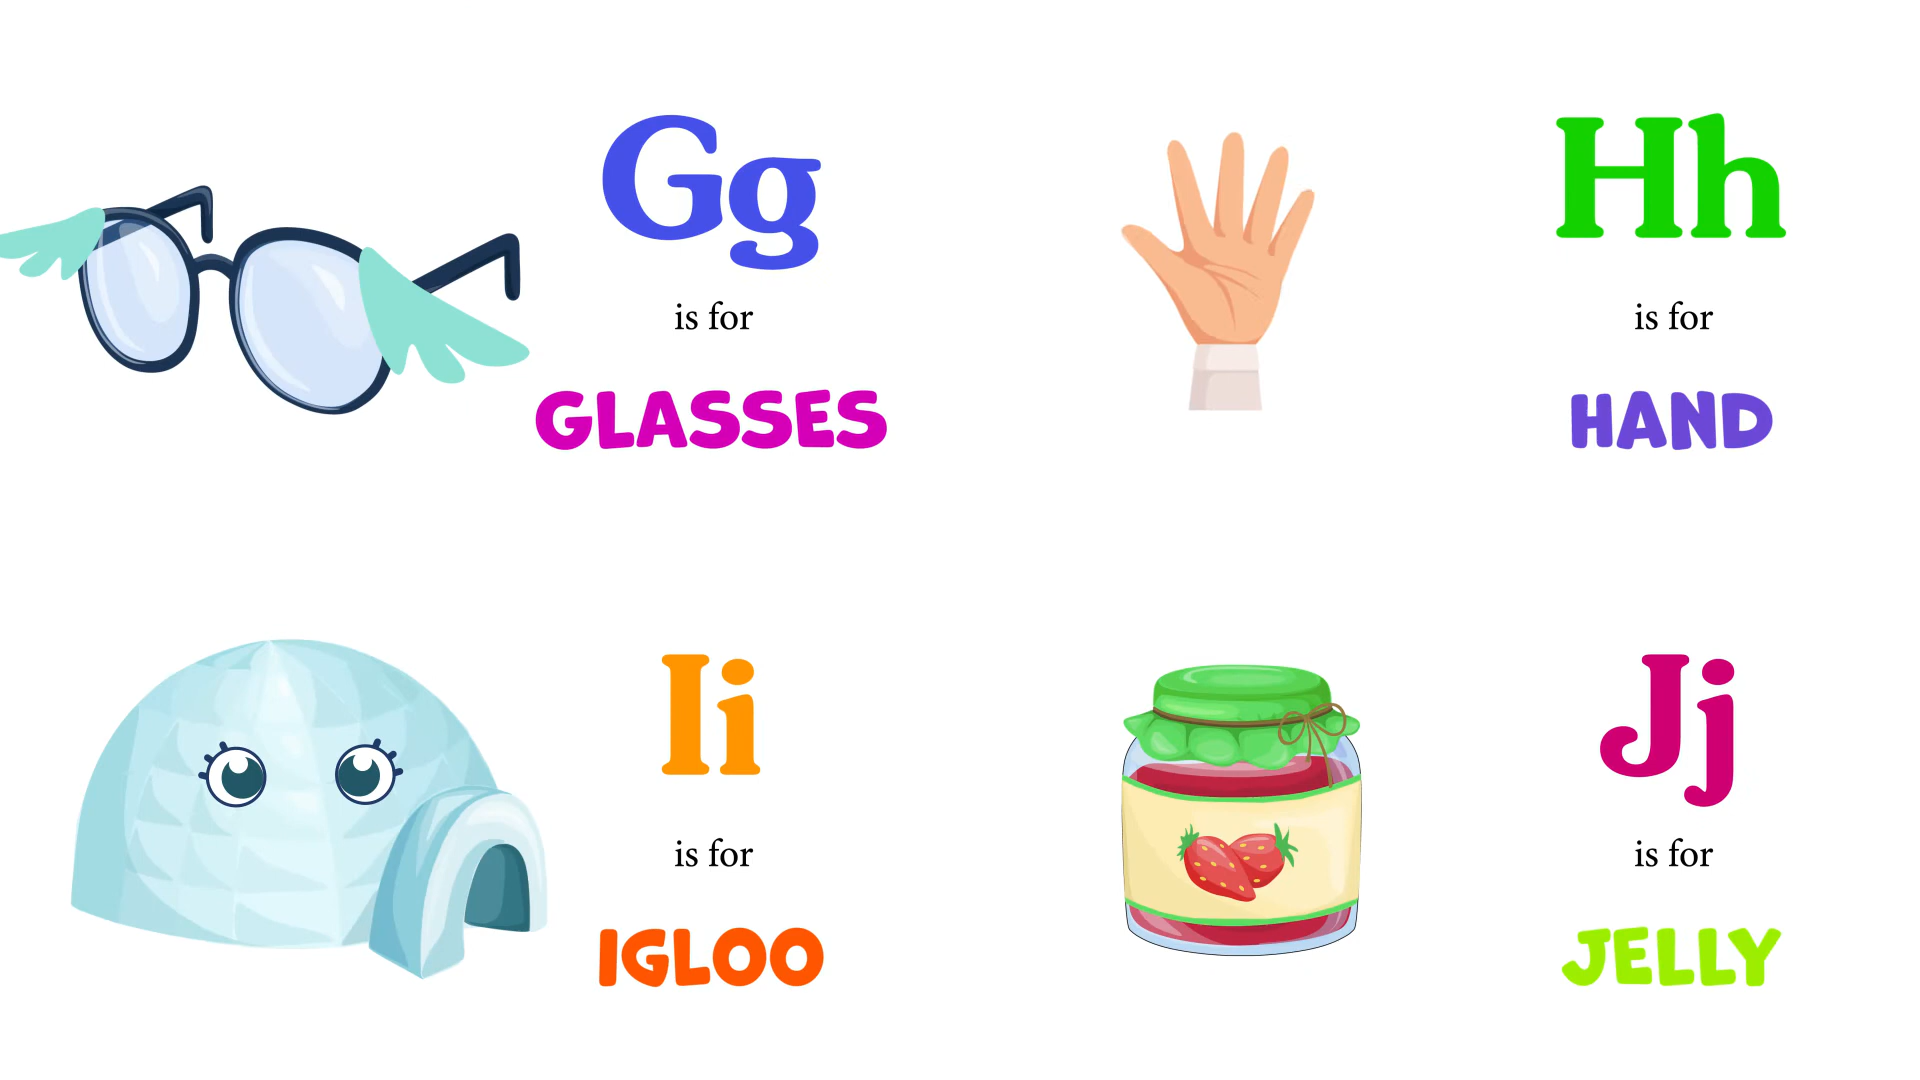 Gg
is for
GLASSES
Hh
is for
HAND
Ii
is for
IGLOO
Jj
is for
JELLY